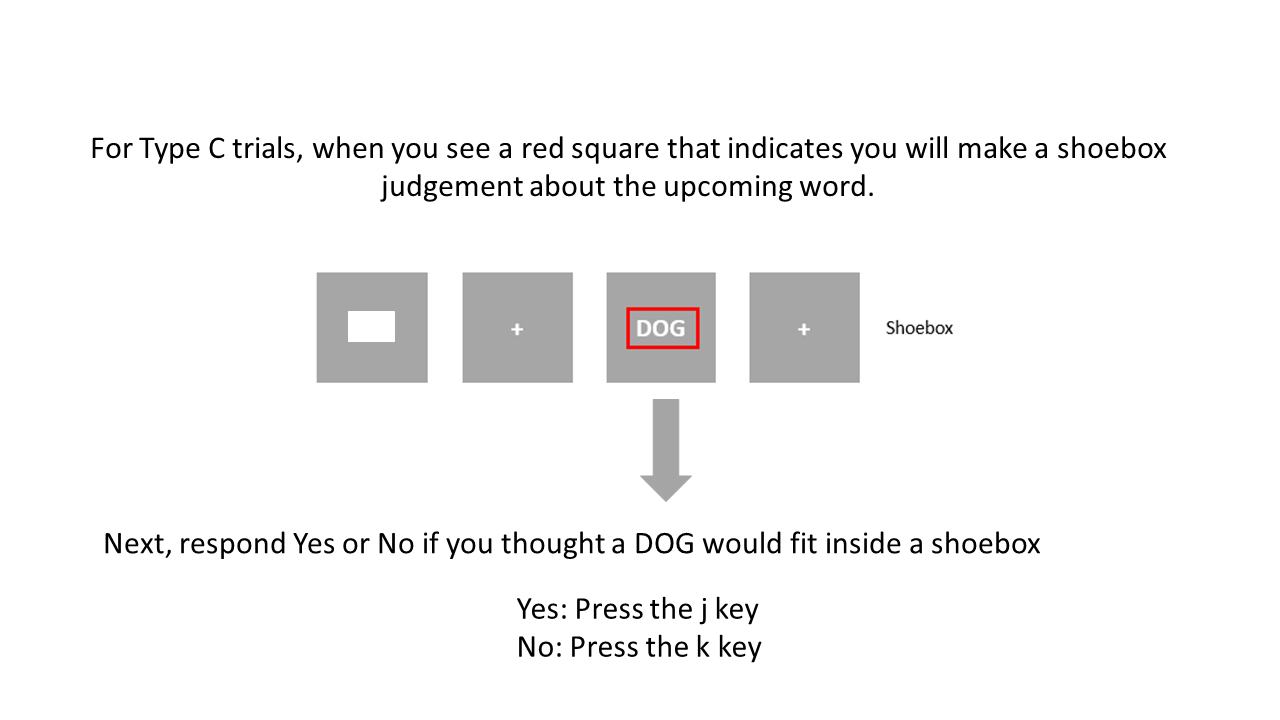 For Type C trials, when you see a red square that indicates you will make a shoebox
judgement about the upcoming word.
+ DOG + Shoebox
Next, respond Yes or No if you thought a DOG would fit inside a shoebox
Yes: Press the j key
No: Press the k key